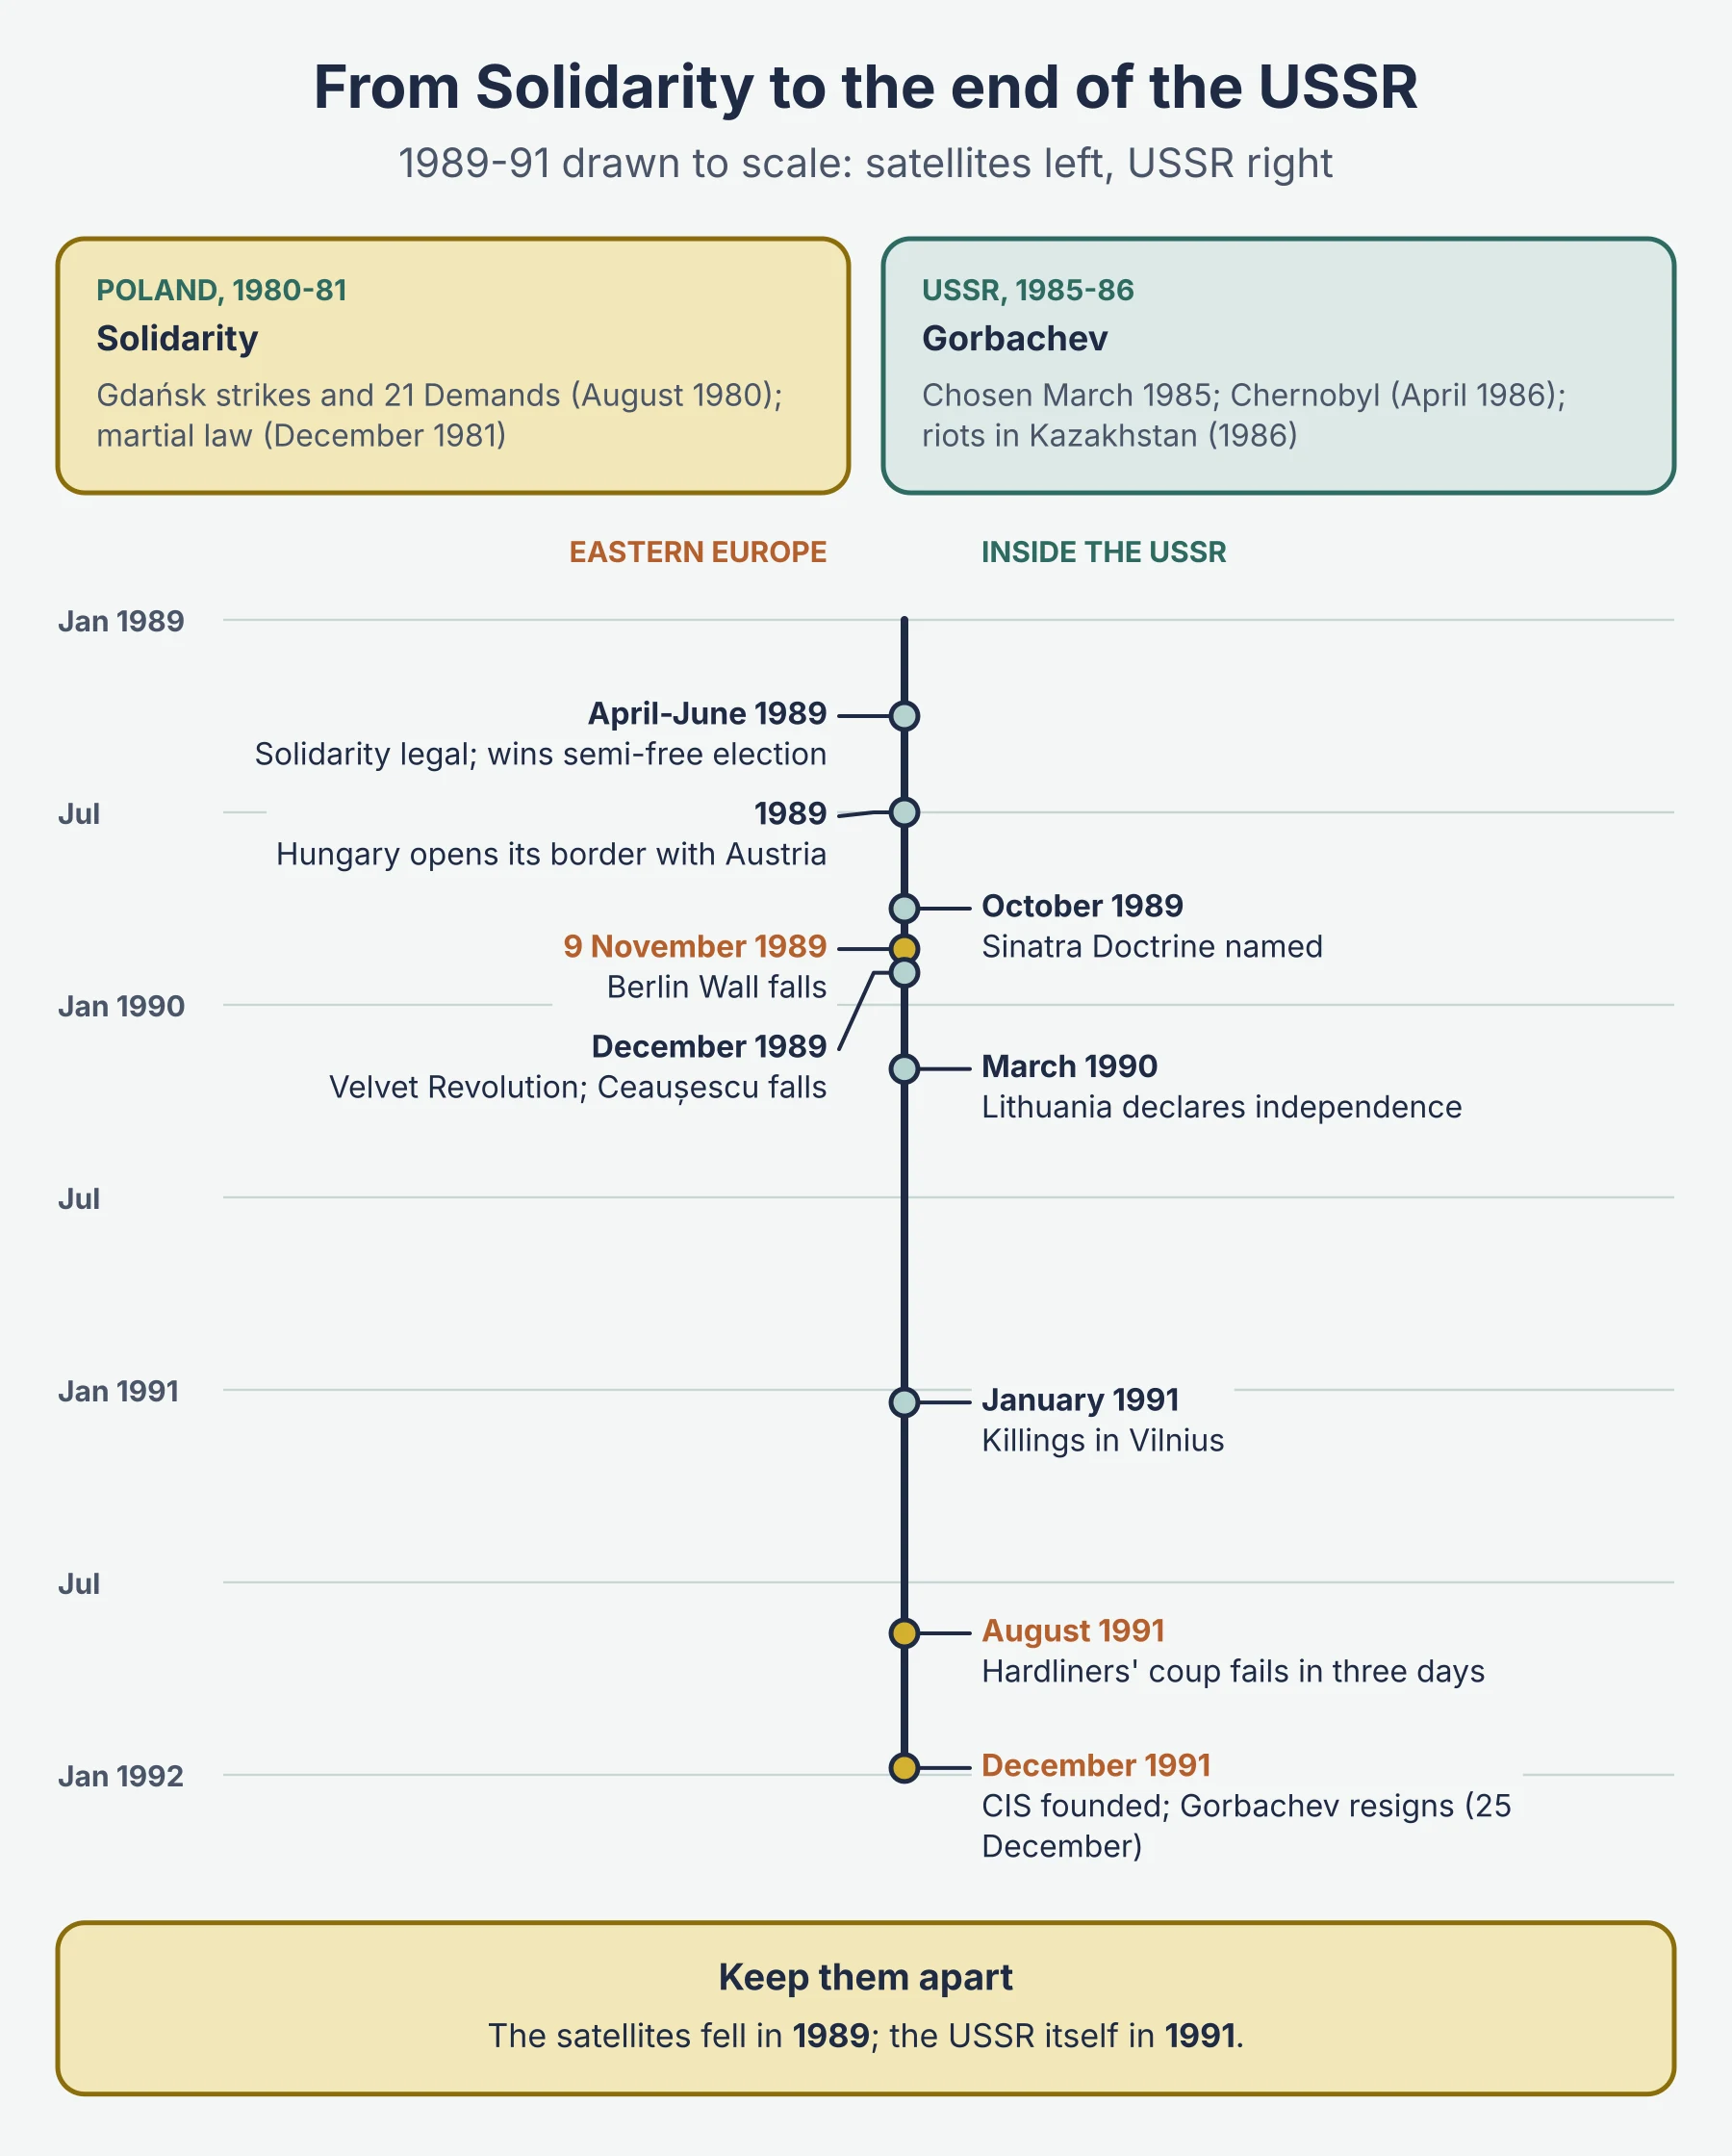 From Solidarity to the end of the USSR
1989-91 drawn to scale: satellites left, USSR right
POLAND, 1980-81
Solidarity
Gdańsk strikes and 21 Demands (August 1980);
martial law (December 1981)
USSR, 1985-86
Gorbachev
Chosen March 1985; Chernobyl (April 1986);
riots in Kazakhstan (1986)
EASTERN EUROPE
INSIDE THE USSR
Jan 1989
April-June 1989
Solidarity legal; wins semi-free election
Jul
1989
Hungary opens its border with Austria
October 1989
Sinatra Doctrine named
9 November 1989
Berlin Wall falls
Jan 1990
December 1989
Velvet Revolution; Ceaușescu falls
March 1990
Lithuania declares independence
Jul
Jan 1991
January 1991
Killings in Vilnius
Jul
August 1991
Hardliners' coup fails in three days
Jan 1992
December 1991
CIS founded; Gorbachev resigns (25
December)
Keep them apart
The satellites fell in 1989; the USSR itself in 1991.